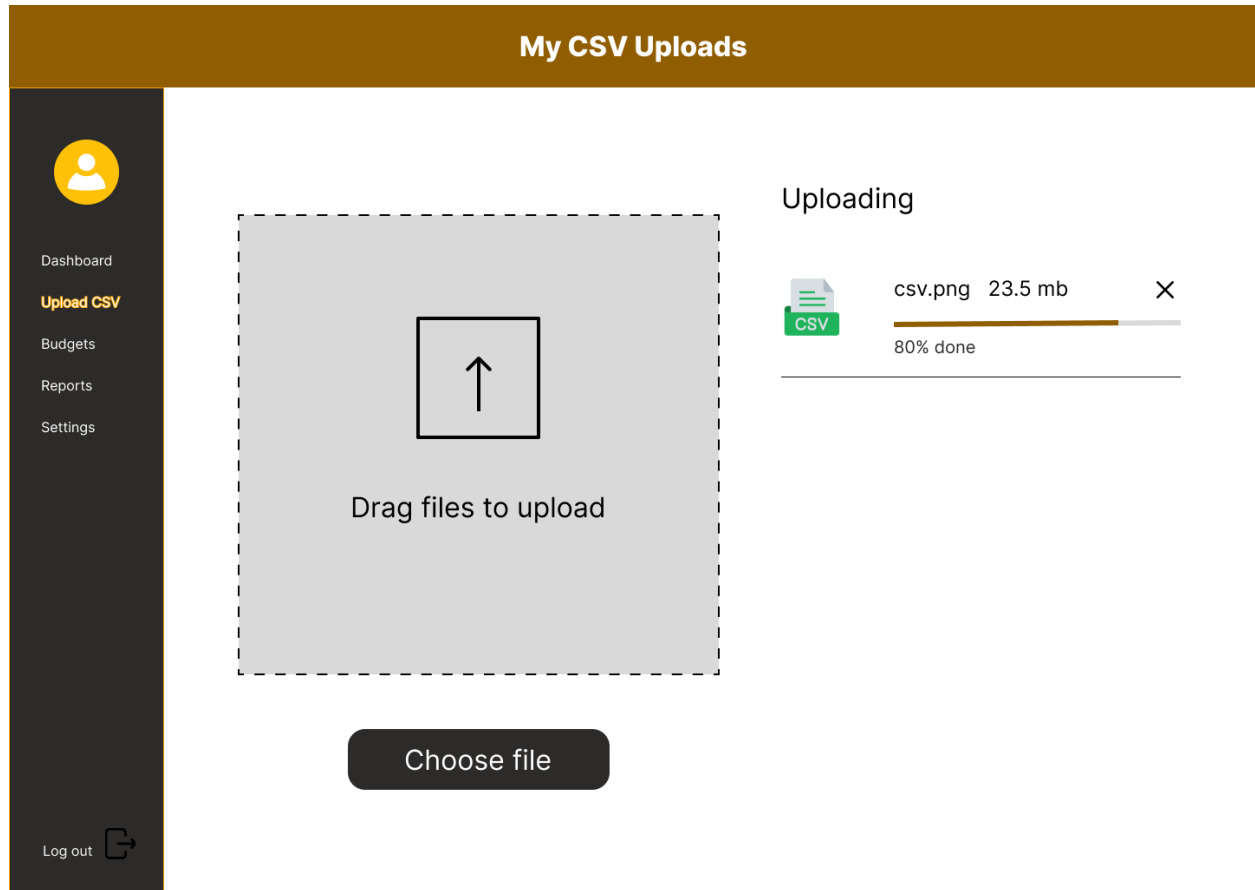 My CSV Uploads
Dashboard
Upload CSV
Budgets
Reports
Settings
Log out
Drag files to upload
Choose file
Uploading
CSV
csv.png 23.5 mb
80% done